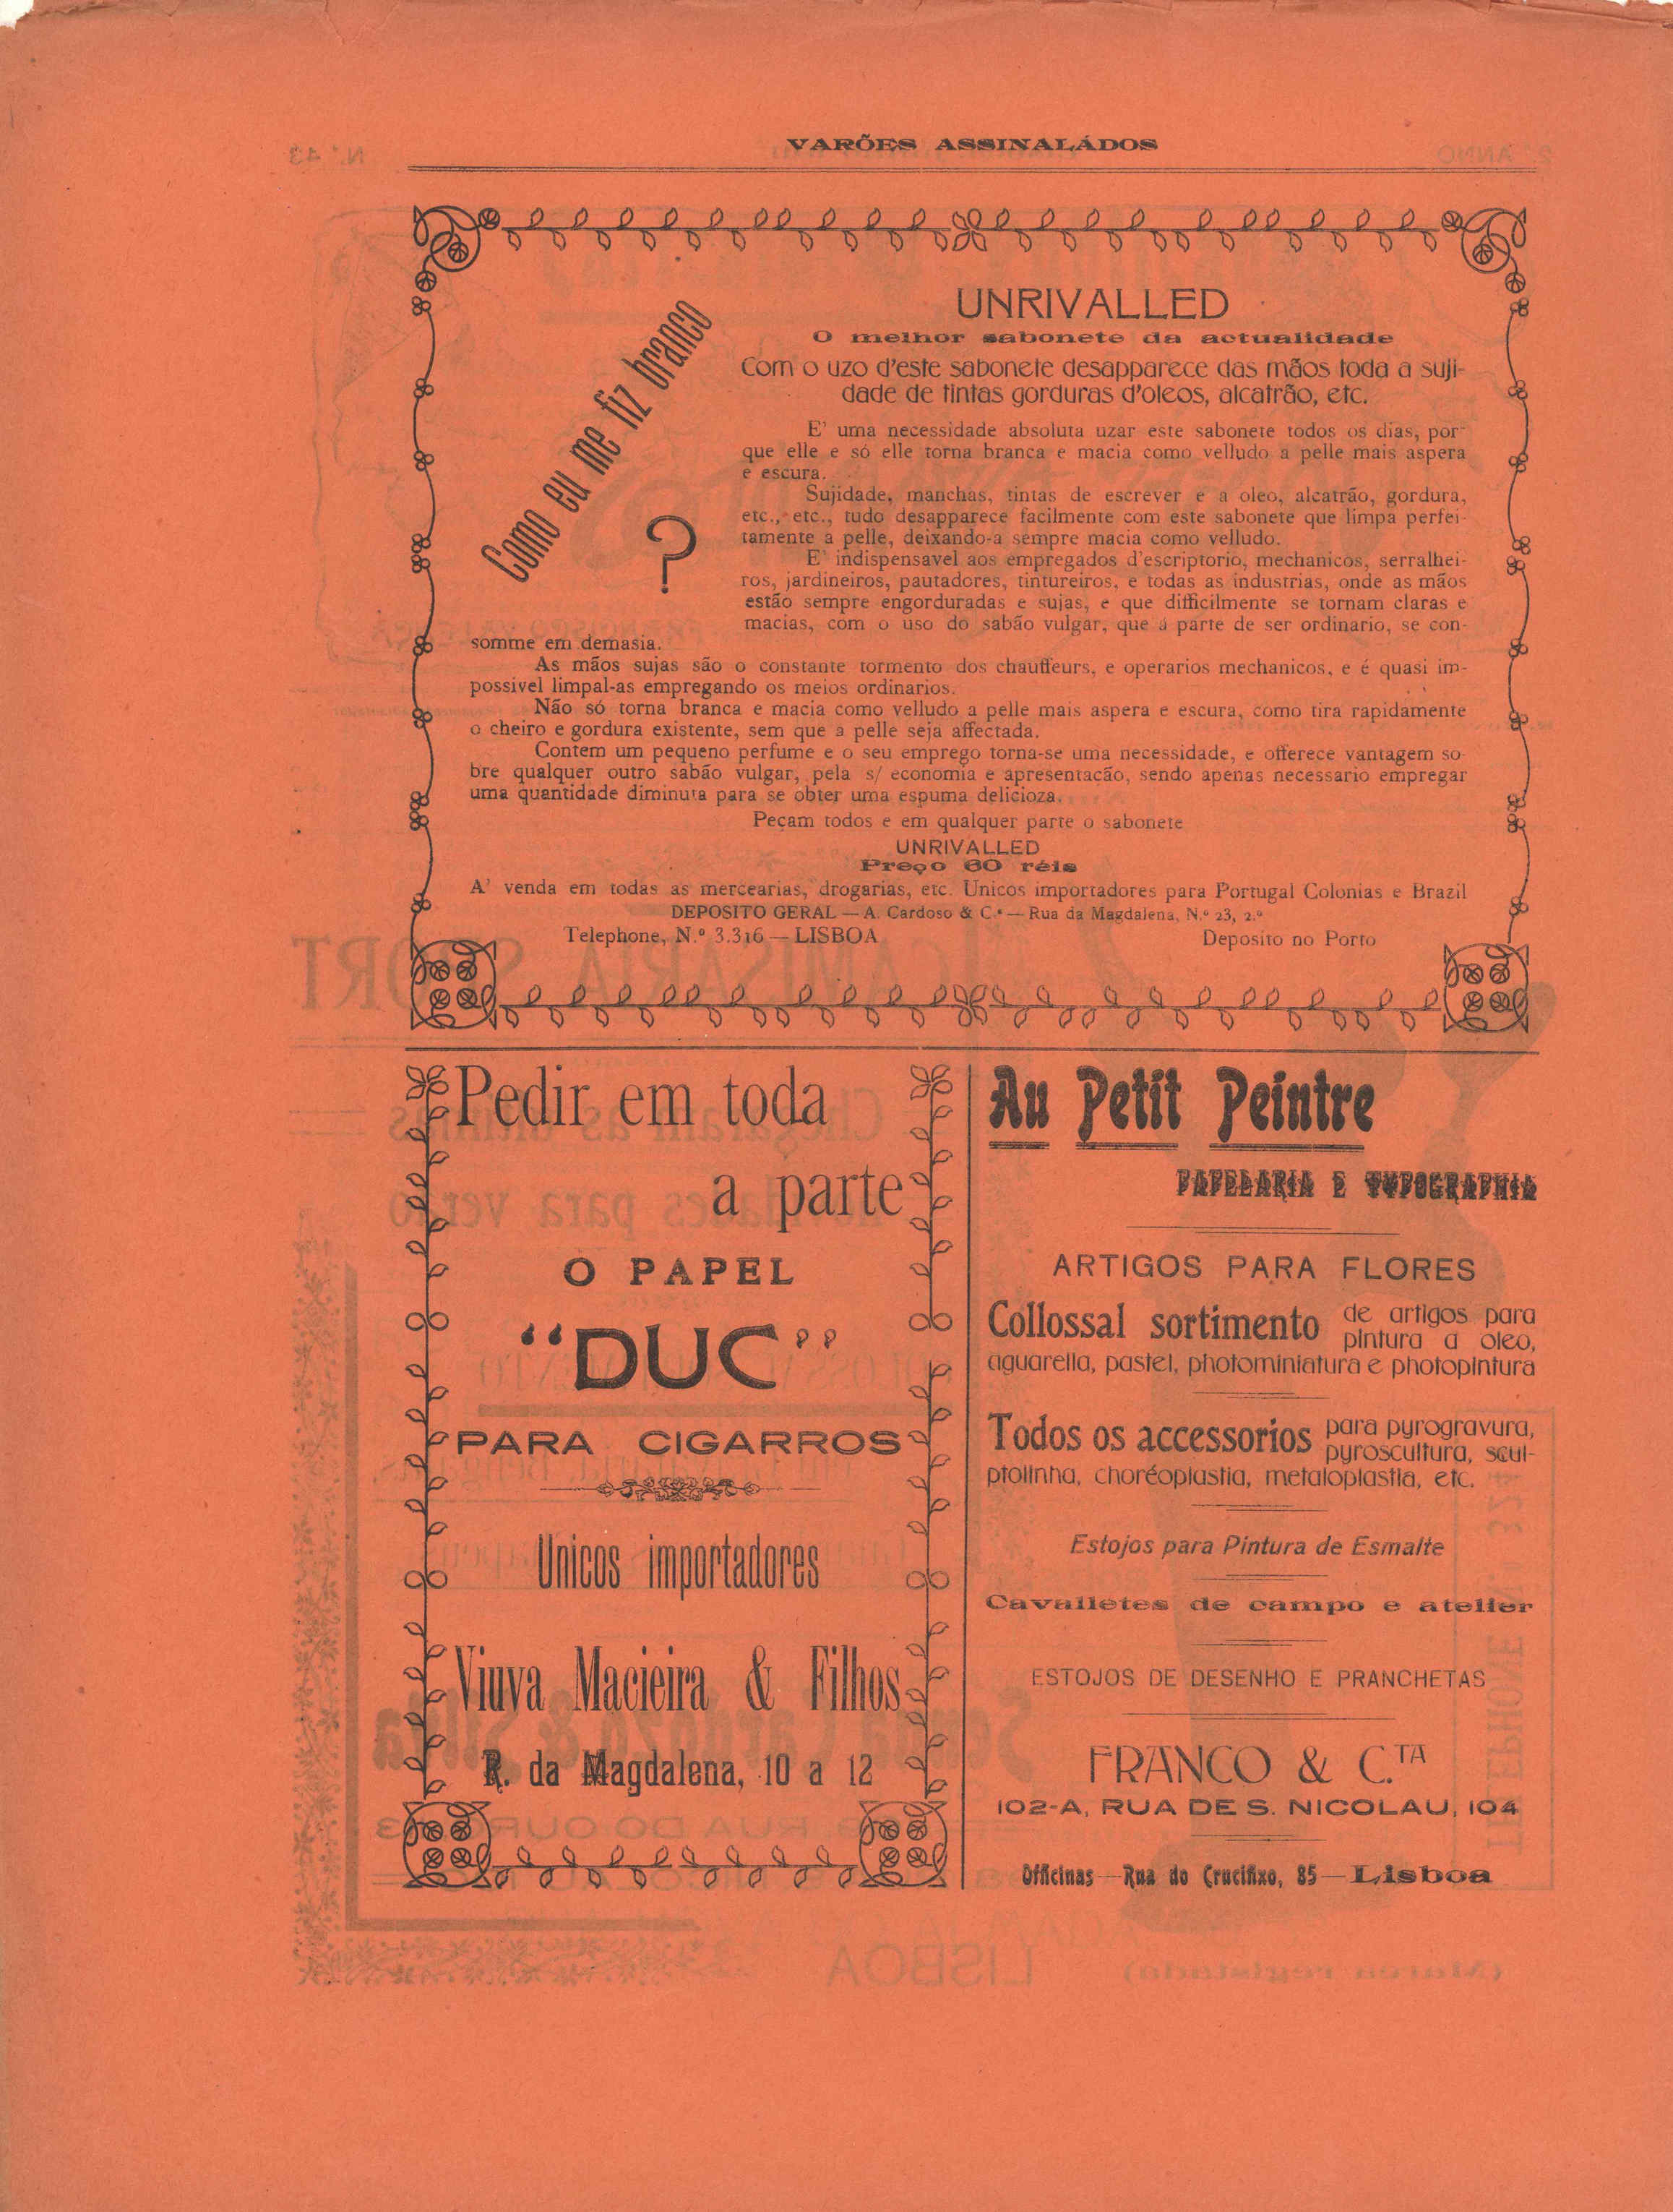 VARÕES ASSINALÁDOS
Como eu me fiz branco
?
UNRIVALLED
O melhor sabonete da actualidade
Com o uzo d'este sabonete desapparece das mãos toda a suji-
dade de tintas gorduras d'oleos, alcatrão, etc.
E' uma necessidade absoluta uzar este sabonete todos os dias, por-
que elle e só elle torna branca e macia como velludo a pelle mais aspera
e escura.
Sujidade, manchas, tintas de escrever e a oleo, alcatrão, gordura,
etc., etc., tudo desapparece facilmente com este sabonete que limpa perfei-
tamente a pelle, deixando-a sempre macia como velludo.
E' indispensavel aos empregados d'escriptorio, mechanicos, serralhei-
ros, jardineiros, pautadores, tintureiros, e todas as industrias, onde as mãos
estão sempre engorduradas e sujas, e que difficilmente se tornam claras e
macias, com o uso do sabão vulgar, que á parte de ser ordinario, se con-
somme em demasia.
As mãos sujas são o constante tormento dos chauffeurs, e operarios mechanicos, e é quasi im-
possivel limpal-as empregando os meios ordinarios.
Não só torna branca e macia como velludo a pelle mais aspera e escura, como tira rapidamente
o cheiro e gordura existente, sem que a pelle seja affectada.
Contem um pequeno perfume e o seu emprego torna-se uma necessidade, e offerece vantagem so-
bre qualquer outro sabão vulgar, pela s/ economia e apresentacão, sendo apenas necessario empregar
uma quantidade diminuta para se obter uma espuma delicioza.
Peçam todos e em qualquer parte o sabonete
UNRIVALLED
Preço 60 réis
A' venda em todas as mercearias, drogarias, etc. Unicos importadores para Portugal Colonias e Brazil
DEPOSITO GERAL — A. Cardoso & C.ª — Rua da Magdalena, N.º 23, 2.º
Telephone, N.º 3.316 — LISBOA Deposito no Porto
Pedir em toda
a parte
O PAPEL
“DUC”
PARA CIGARROS
Unicos importadores
Viuva Macieira & Filhos
R. da Magdalena, 10 a 12
Au Petit Peintre
PAPELARIA E TYPOGRAPHIA
ARTIGOS PARA FLORES
Collossal sortimento de artigos para
pintura a oleo,
aguarella, pastel, photominiatura e photopintura
Todos os accessorios para pyrogravura,
pyroscultura, scul-
ptolinha, choréoplastia, metaloplastia, etc.
Estojos para Pintura de Esmalte
Cavalletes de campo e atelier
ESTOJOS DE DESENHO E PRANCHETAS
FRANCO & C.TA
102-A, RUA DE S. NICOLAU, 104
Officinas — Rua do Crucifixo, 85 — Lisboa